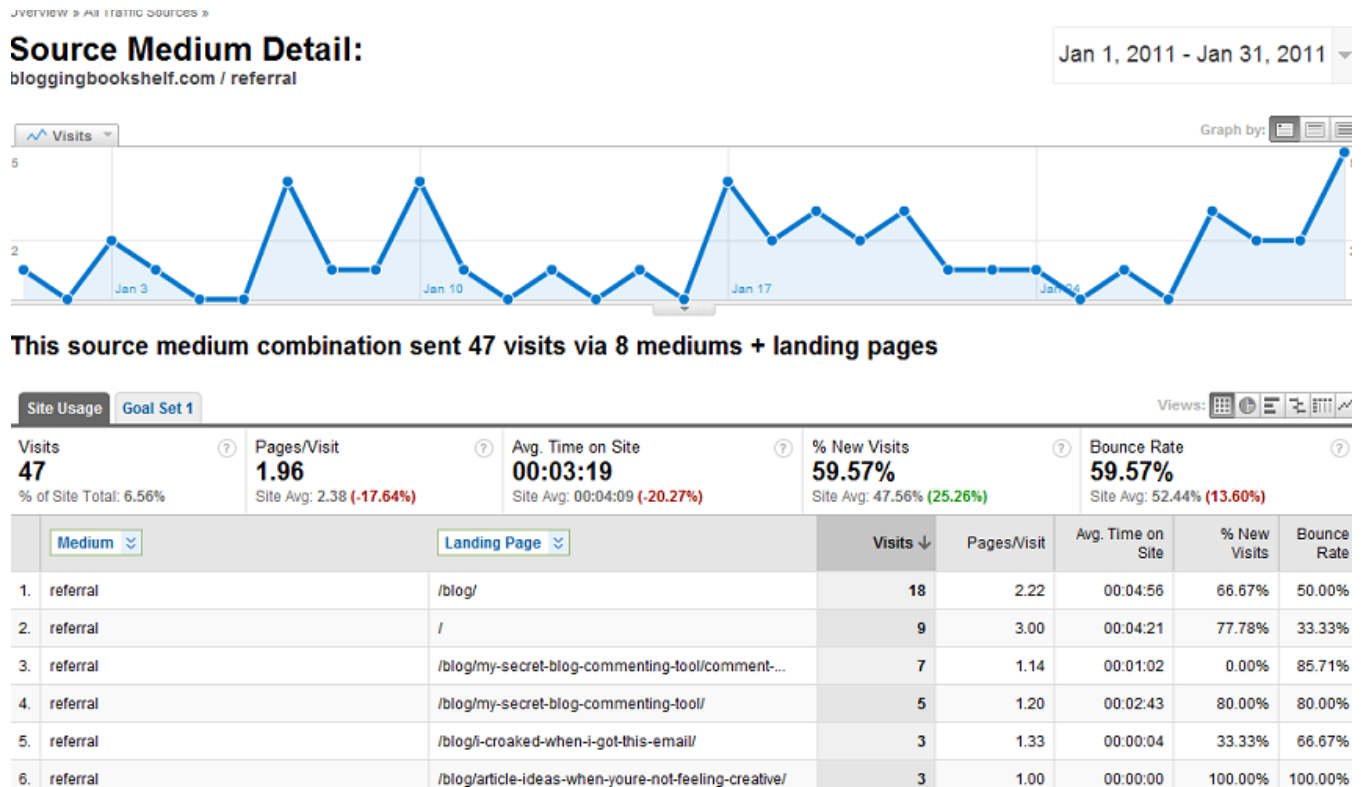 Overview » All Traffic Sources »
Source Medium Detail:
bloggingbookshelf.com / referral
Jan 1, 2011 - Jan 31, 2011
Visits
Graph by:
5
2
Jan 3
Jan 10
Jan 17
Jan 24
This source medium combination sent 47 visits via 8 mediums + landing pages
Site Usage Goal Set 1
Views:
Visits ? Pages/Visit ? Avg. Time on Site ? % New Visits ? Bounce Rate ?
47 1.96 00:03:19 59.57% 59.57%
% of Site Total: 6.56% Site Avg: 2.38 (-17.64%) Site Avg: 00:04:09 (-20.27%) Site Avg: 47.56% (25.26%) Site Avg: 52.44% (13.60%)
Medium Landing Page Visits Pages/Visit Avg. Time on Site % New Visits Bounce Rate
1. referral /blog/ 18 2.22 00:04:56 66.67% 50.00%
2. referral / 9 3.00 00:04:21 77.78% 33.33%
3. referral /blog/my-secret-blog-commenting-tool/comment-... 7 1.14 00:01:02 0.00% 85.71%
4. referral /blog/my-secret-blog-commenting-tool/ 5 1.20 00:02:43 80.00% 80.00%
5. referral /blog/i-croaked-when-i-got-this-email/ 3 1.33 00:00:04 33.33% 66.67%
6. referral /blog/article-ideas-when-youre-not-feeling-creative/ 3 1.00 00:00:00 100.00% 100.00%